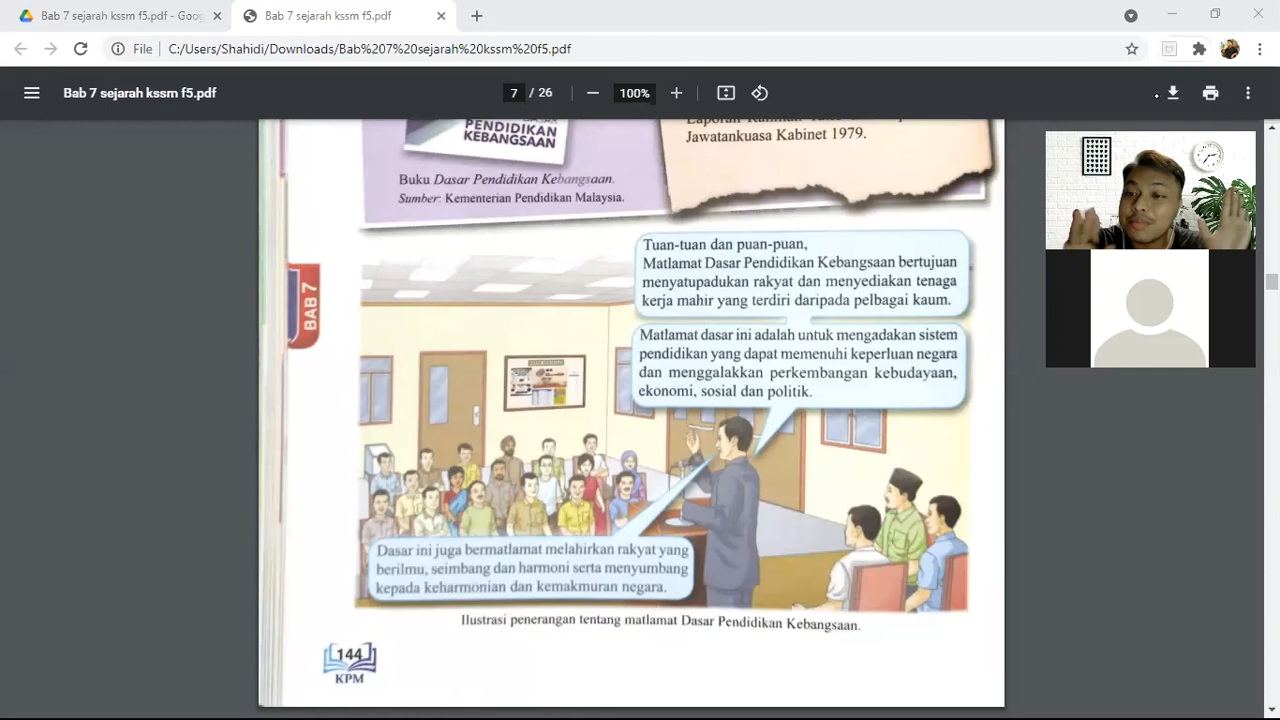 Bab 7 sejarah kssm f5.pdf - Goog
Bab 7 sejarah kssm f5.pdf
File
C:/Users/Shahidi/Downloads/Bab%207%20sejarah%20kssm%20f5.pdf
Bab 7 sejarah kssm f5.pdf
7 / 26
100%
PENDIDIKAN
KEBANGSAAN
Jawatankuasa Kabinet 1979.
Buku Dasar Pendidikan Kebangsaan.
Sumber: Kementerian Pendidikan Malaysia.
Tuan-tuan dan puan-puan,
Matlamat Dasar Pendidikan Kebangsaan bertujuan
menyatupadukan rakyat dan menyediakan tenaga
kerja mahir yang terdiri daripada pelbagai kaum.
BAB 7
Matlamat dasar ini adalah untuk mengadakan sistem
pendidikan yang dapat memenuhi keperluan negara
dan menggalakkan perkembangan kebudayaan,
ekonomi, sosial dan politik.
Dasar ini juga bermatlamat melahirkan rakyat yang
berilmu, seimbang dan harmoni serta menyumbang
kepada keharmonian dan kemakmuran negara.
Ilustrasi penerangan tentang matlamat Dasar Pendidikan Kebangsaan.
144
KPM